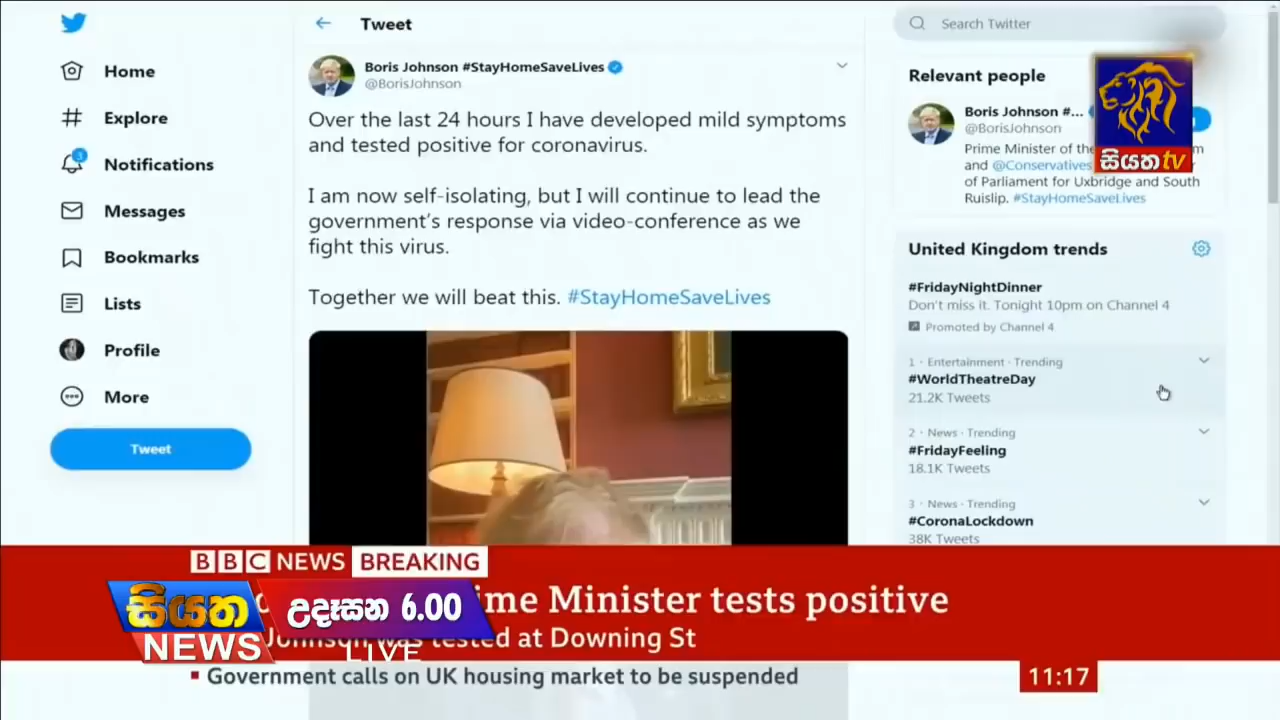 Tweet
Search Twitter
Home
Explore
Notifications
3
Messages
Bookmarks
Lists
Profile
More
Tweet
Boris Johnson #StayHomeSaveLives
@BorisJohnson
Over the last 24 hours I have developed mild symptoms
and tested positive for coronavirus.
I am now self-isolating, but I will continue to lead the
government's response via video-conference as we
fight this virus.
Together we will beat this. #StayHomeSaveLives
Relevant people
Boris Johnson #...
@BorisJohnson
Prime Minister of the
and @Conservatives
of Parliament for Uxbridge and South
Ruislip. #StayHomeSaveLives
සියත tv
United Kingdom trends
#FridayNightDinner
Don't miss it. Tonight 10pm on Channel 4
Promoted by Channel 4
1 · Entertainment · Trending
#WorldTheatreDay
21.2K Tweets
2 · News · Trending
#FridayFeeling
18.1K Tweets
3 · News · Trending
#CoronaLockdown
38K Tweets
BBC NEWS BREAKING
Minister tests positive
Johnson was tested at Downing St
සියත
NEWS
උදෑසන 6.00
LIVE
Government calls on UK housing market to be suspended
11:17